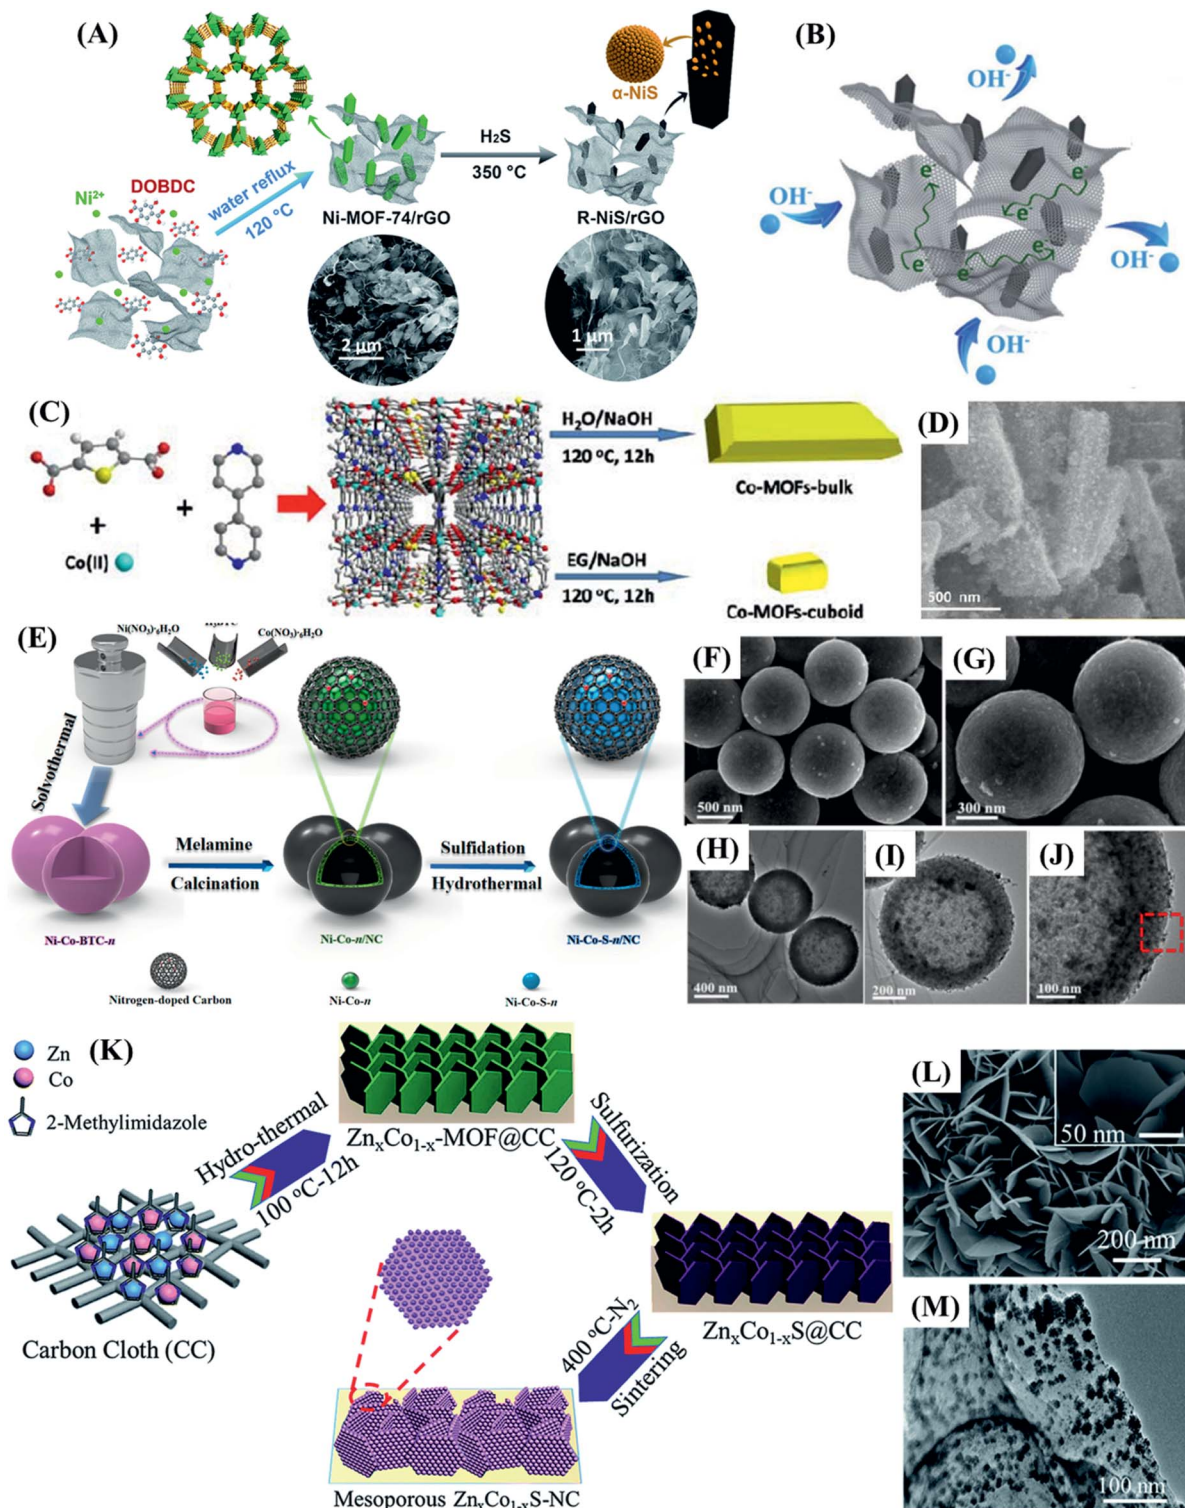 (A)
α-NiS
Ni²⁺
DOBDC
water reflux
120 °C
H₂S
350 °C
Ni-MOF-74/rGO
R-NiS/rGO
2 μm
1 μm
(B)
OH⁻
OH⁻
OH⁻
OH⁻
e⁻
e⁻
e⁻
e⁻
e⁻
(C)
+
Co(II)
+
H₂O/NaOH
120 °C, 12h
Co-MOFs-bulk
EG/NaOH
120 °C, 12h
Co-MOFs-cuboid
(D)
500 nm
(E)
Ni(NO₃)·₆H₂O
H₃BTC
Co(NO₃)·₆H₂O
Solvothermal
Melamine
Calcination
Sulfidation
Hydrothermal
Ni-Co-BTC-n
Ni-Co-n/NC
Ni-Co-S-n/NC
Nitrogen-doped Carbon
Ni-Co-n
Ni-Co-S-n
(F)
500 nm
(G)
300 nm
(H)
400 nm
(I)
200 nm
(J)
100 nm
(K)
Zn
Co
2-Methylimidazole
Hydro-thermal
100 °C-12h
ZnₓCo₁₋ₓ-MOF@CC
Sulfurization
120 °C-2h
Carbon Cloth (CC)
ZnₓCo₁₋ₓS@CC
400 °C-N₂
Sintering
Mesoporous ZnₓCo₁₋ₓS-NC
(L)
50 nm
200 nm
(M)
100 nm